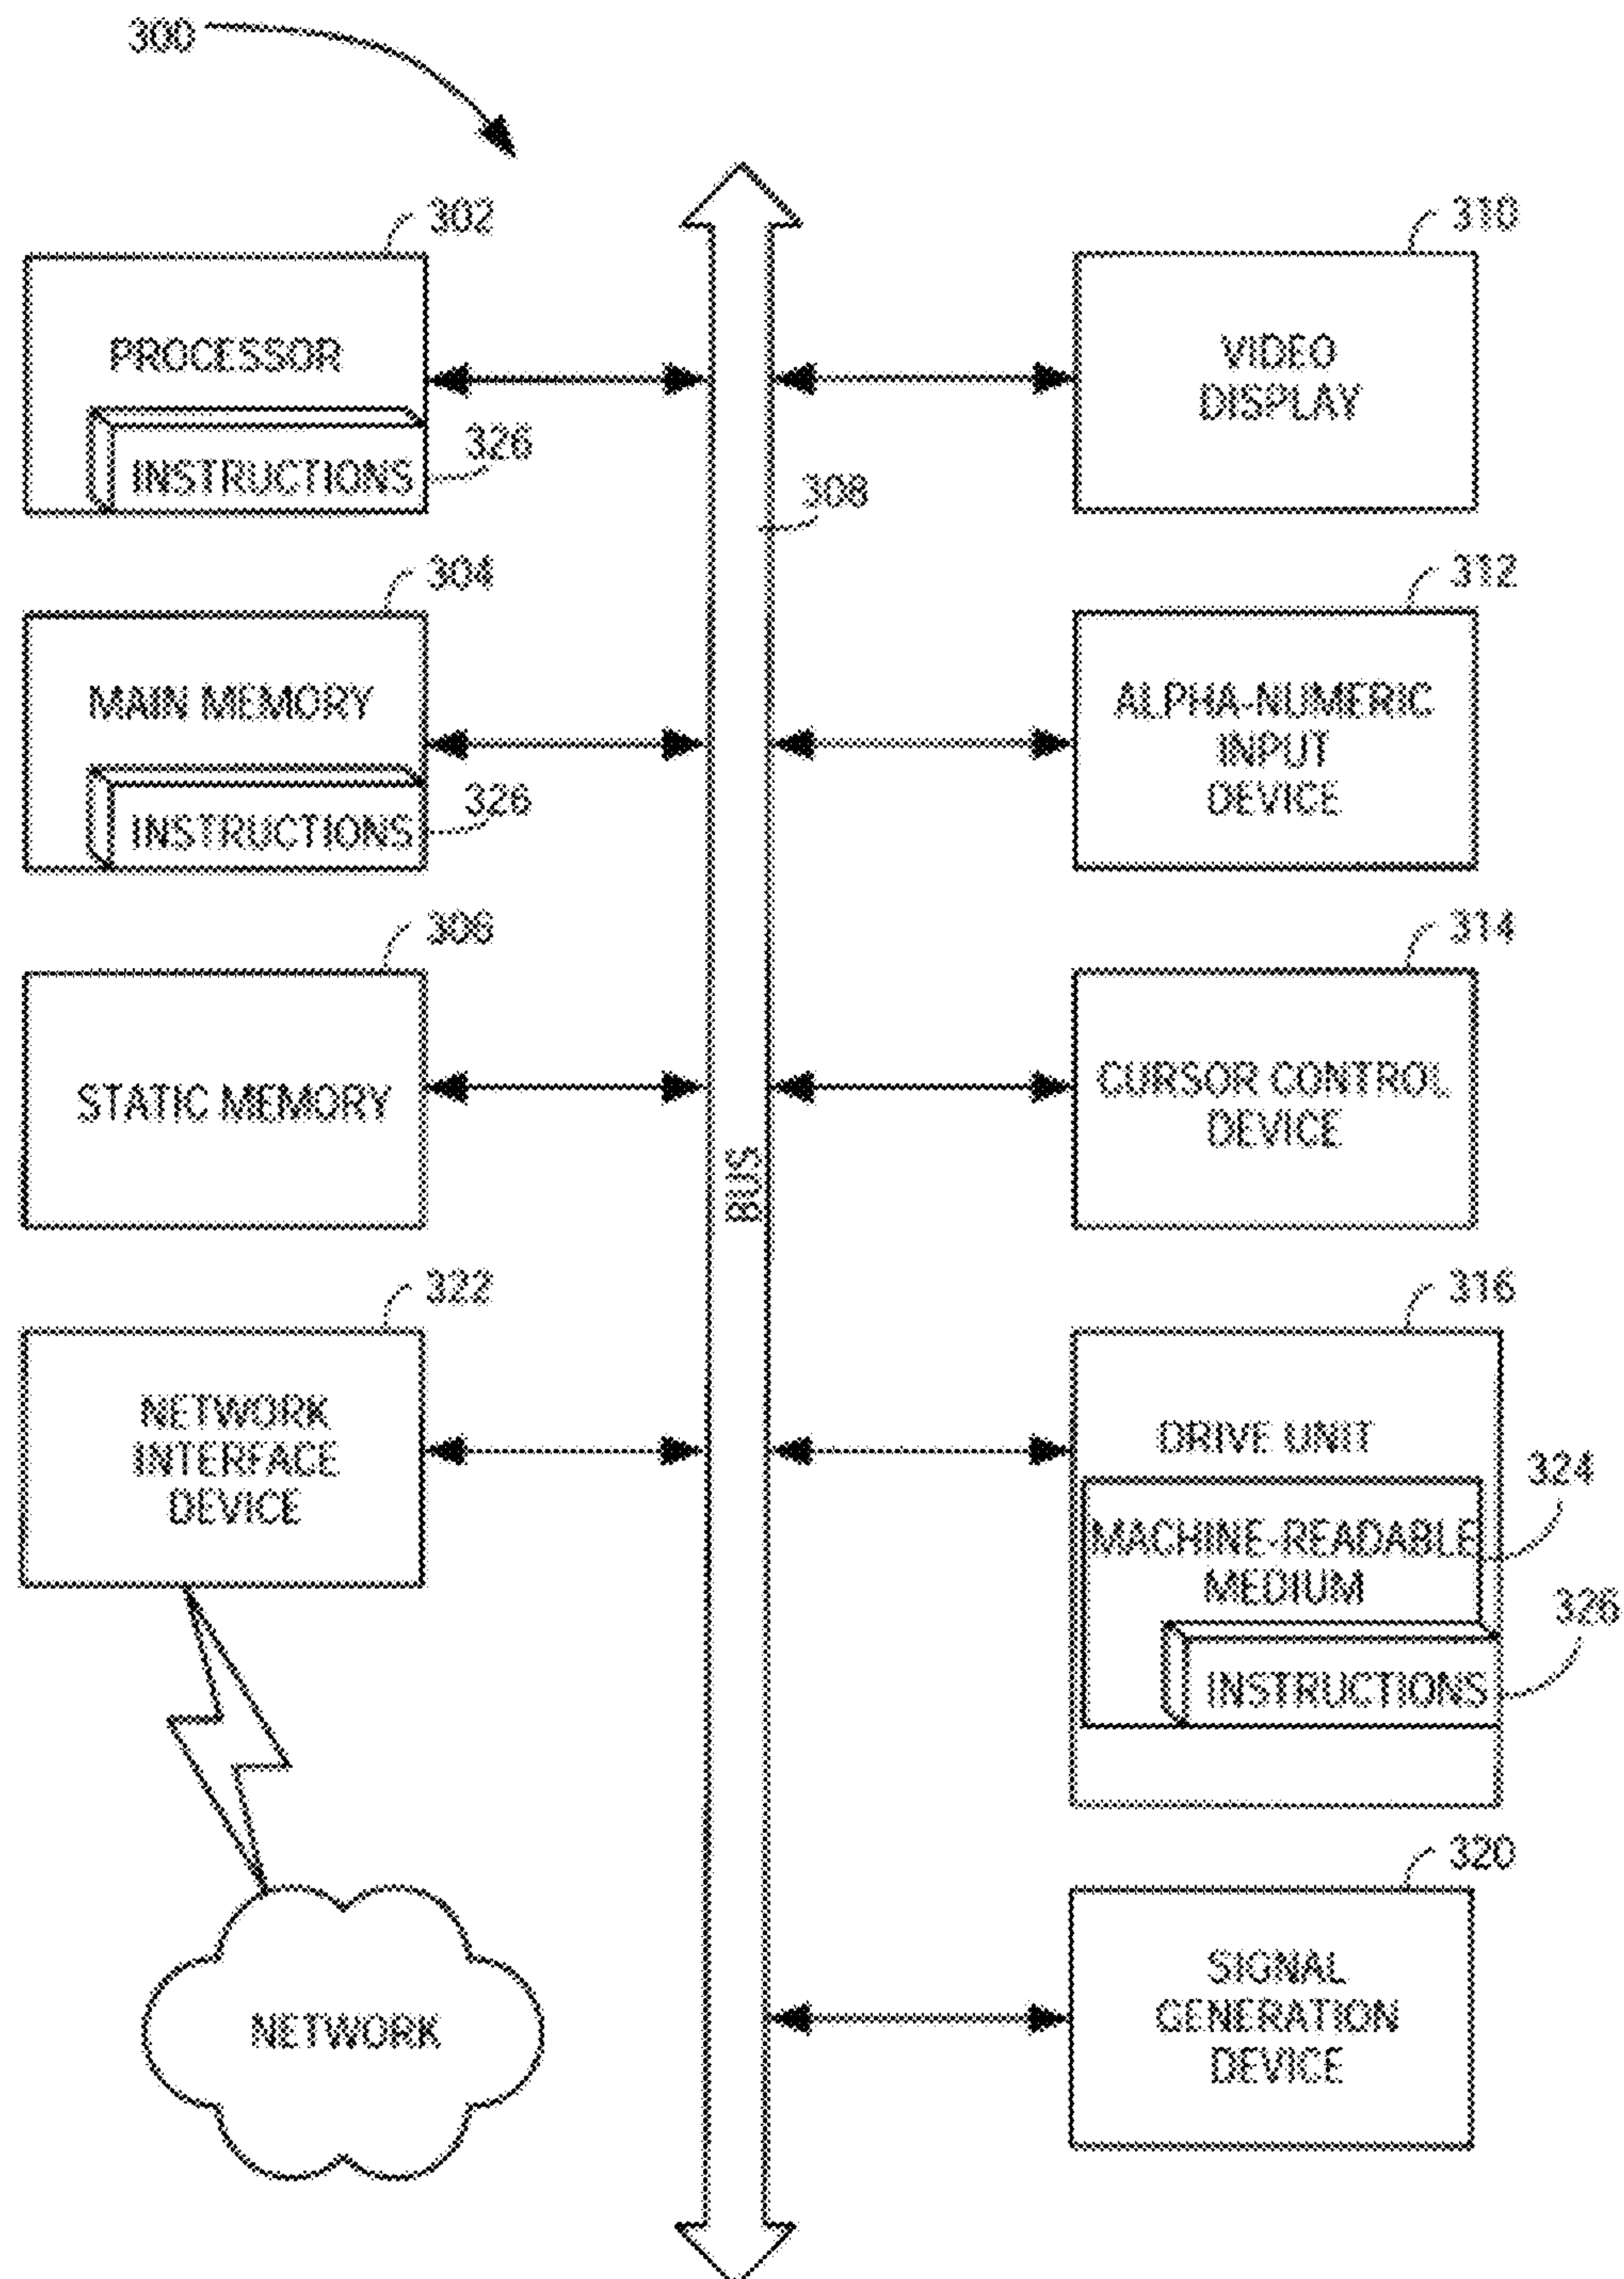 300
302
PROCESSOR
326
INSTRUCTIONS
304
MAIN MEMORY
326
INSTRUCTIONS
306
STATIC MEMORY
322
NETWORK
INTERFACE
DEVICE
NETWORK
308
BUS
310
VIDEO
DISPLAY
312
ALPHA-NUMERIC
INPUT
DEVICE
314
CURSOR CONTROL
DEVICE
316
DRIVE UNIT
324
MACHINE-READABLE
MEDIUM
326
INSTRUCTIONS
320
SIGNAL
GENERATION
DEVICE